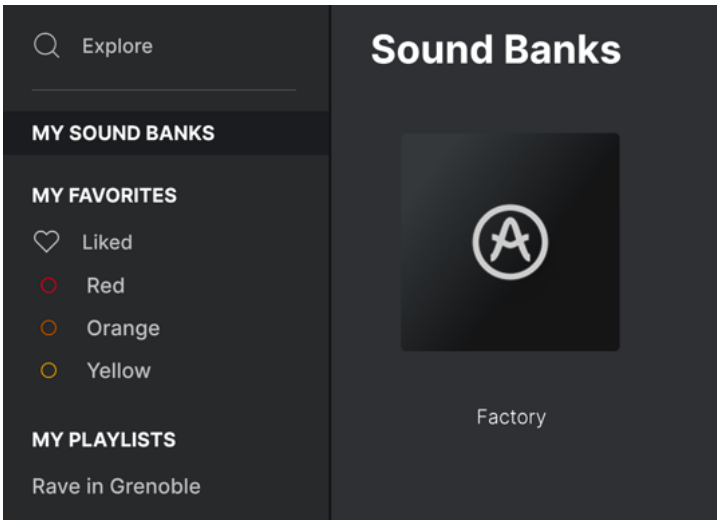 Explore
MY SOUND BANKS
MY FAVORITES
Liked
Red
Orange
Yellow
MY PLAYLISTS
Rave in Grenoble
Sound Banks
Factory